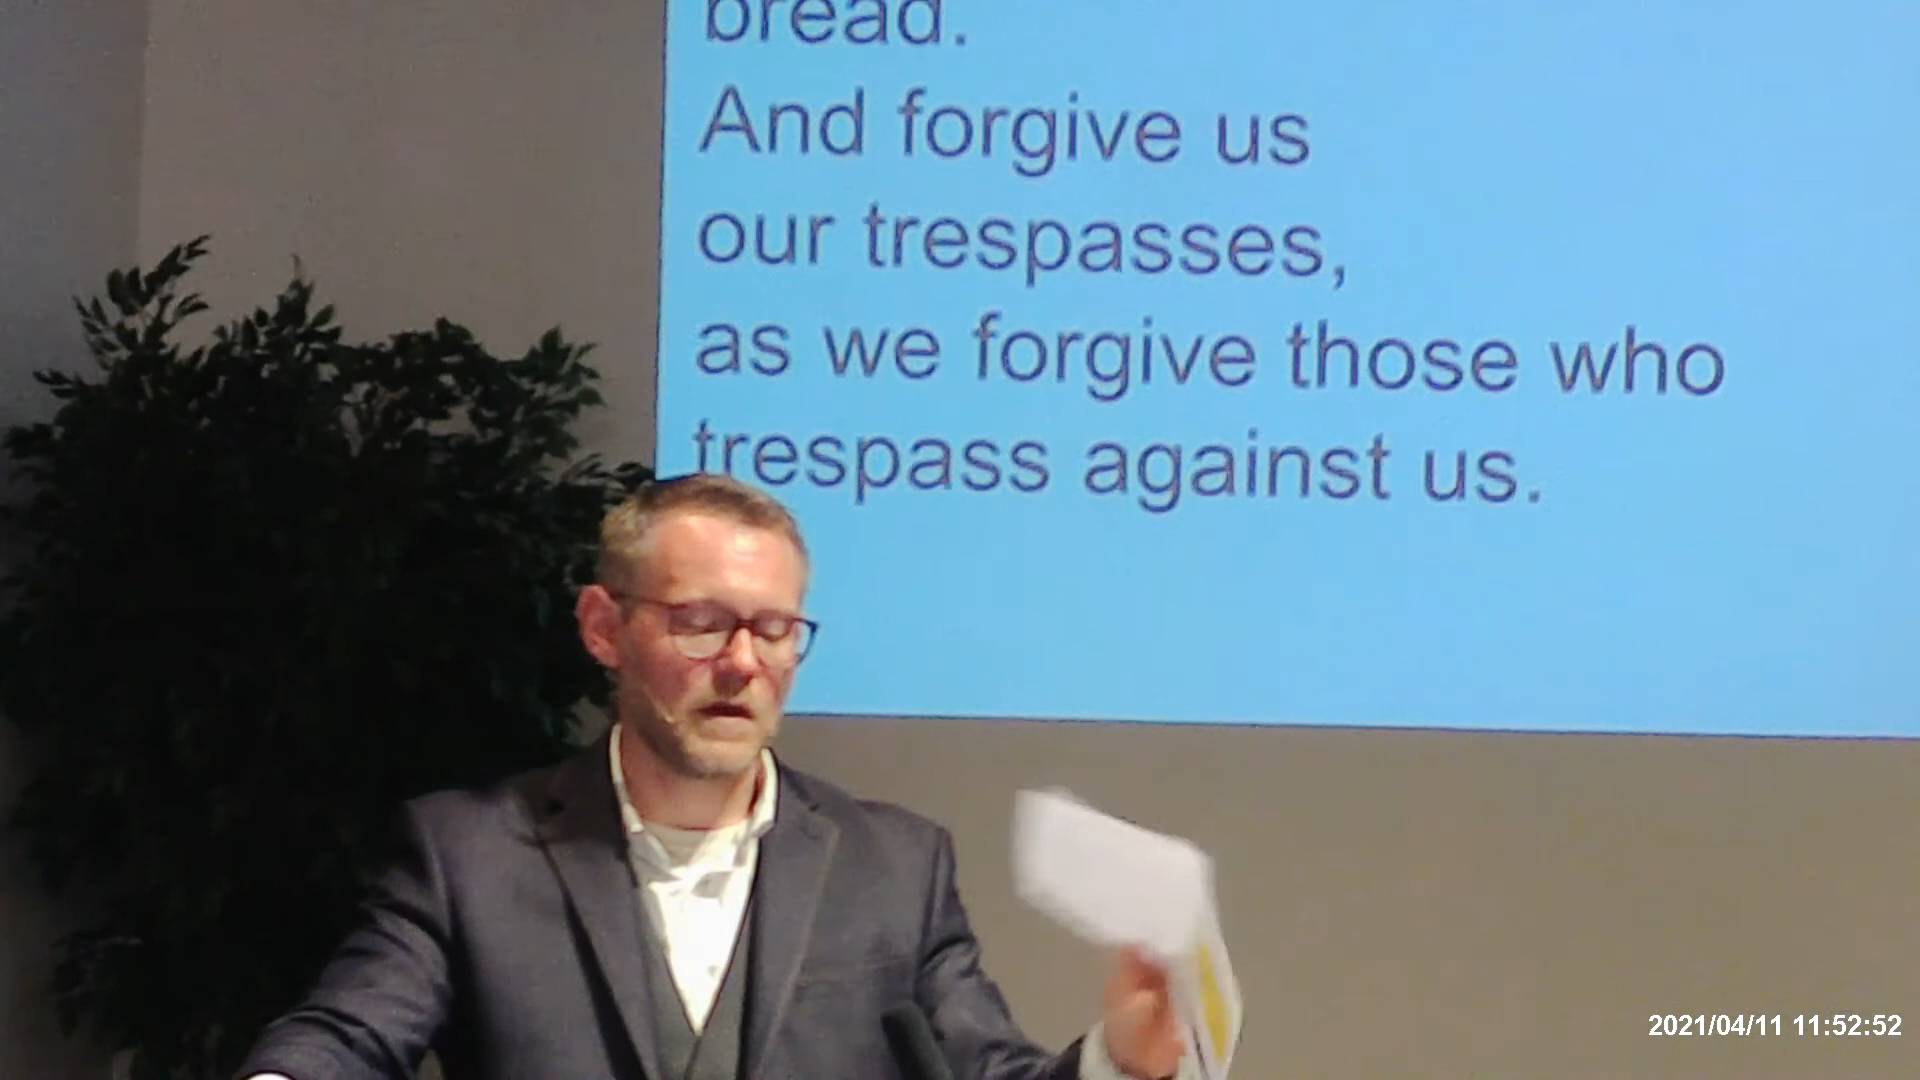 bread.
And forgive us
our trespasses,
as we forgive those who
trespass against us.
2021/04/11 11:52:52